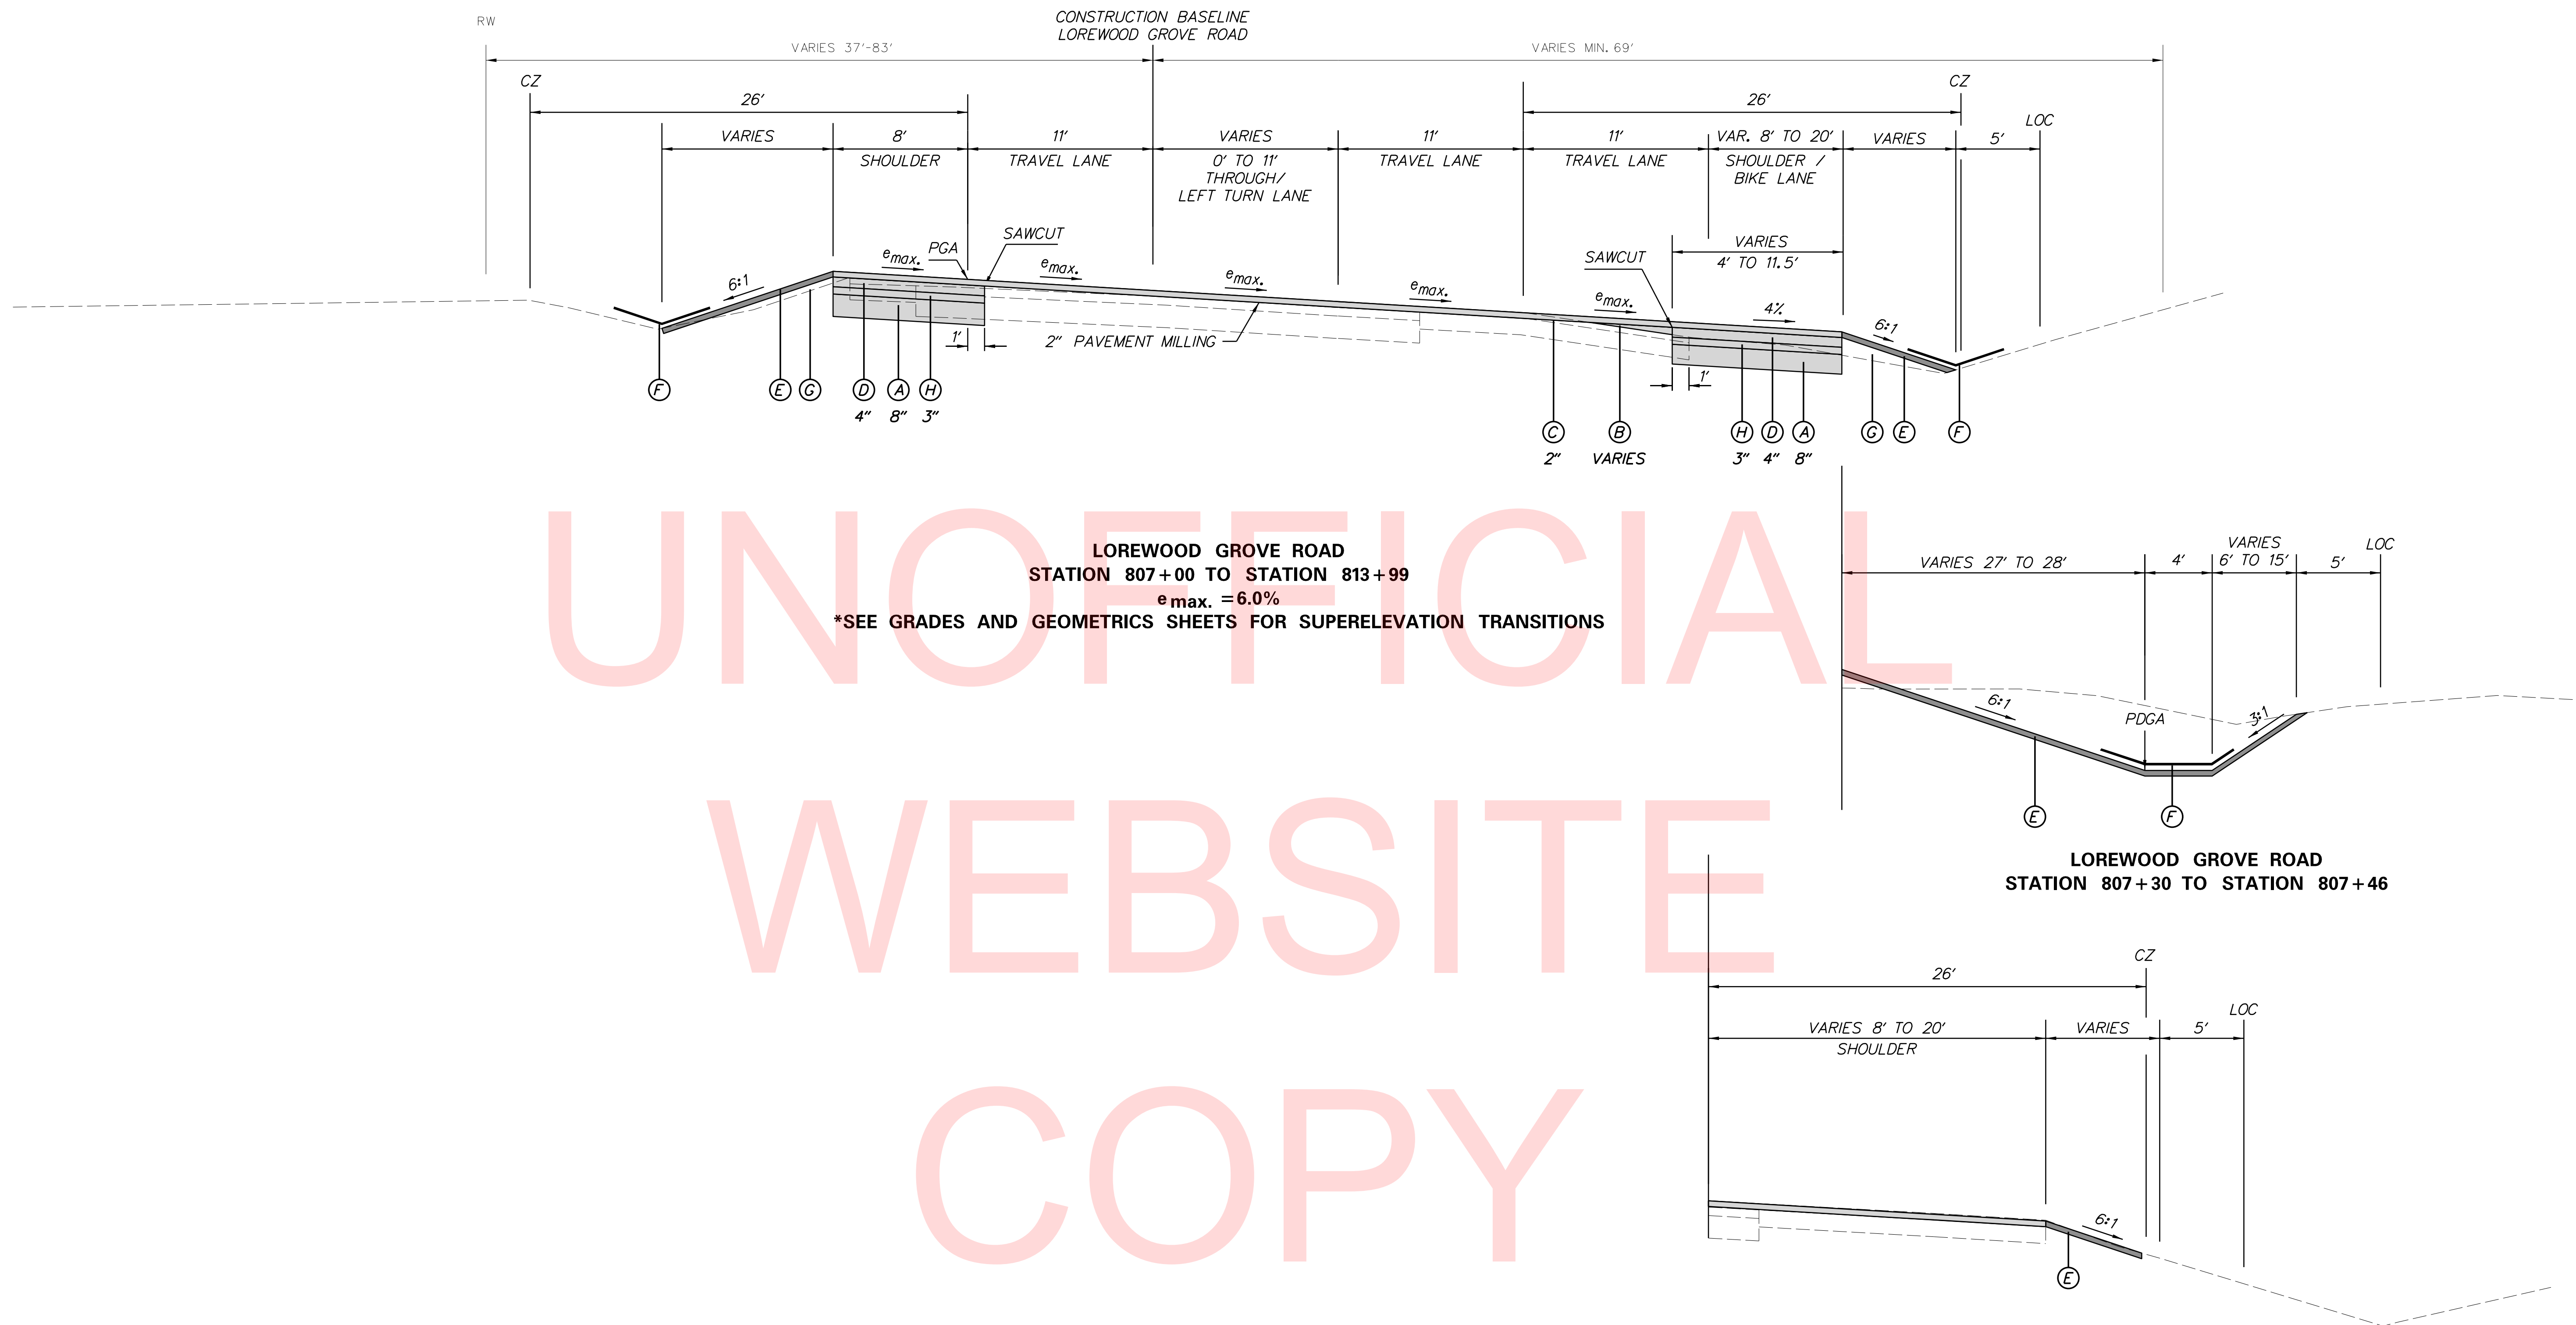 CONSTRUCTION BASELINE
LOREWOOD GROVE ROAD
RW
VARIES 37'-83'
VARIES MIN. 69'
CZ
CZ
26'
26'
LOC
VARIES
8'
11'
VARIES
11'
11'
VAR. 8' TO 20'
VARIES
5'
SHOULDER
TRAVEL LANE
0' TO 11'
THROUGH/
LEFT TURN LANE
TRAVEL LANE
TRAVEL LANE
SHOULDER /
BIKE LANE
SAWCUT
PGA
VARIES
4' TO 11.5'
SAWCUT
emax.
emax.
emax.
emax.
emax.
4%
6:1
6:1
1'
2" PAVEMENT MILLING
1'
F
E
G
D
A
H
4"
8"
3"
C
B
H
D
A
G
E
F
2"
VARIES
3"
4"
8"
LOREWOOD GROVE ROAD
STATION 807+00 TO STATION 813+99
e max. =6.0%
*SEE GRADES AND GEOMETRICS SHEETS FOR SUPERELEVATION TRANSITIONS
VARIES 27' TO 28'
4'
VARIES
6' TO 15'
5'
LOC
6:1
PDGA
3:1
E
F
LOREWOOD GROVE ROAD
STATION 807+30 TO STATION 807+46
CZ
26'
LOC
VARIES 8' TO 20'
SHOULDER
VARIES
5'
6:1
E
UNOFFICIAL
WEBSITE
COPY